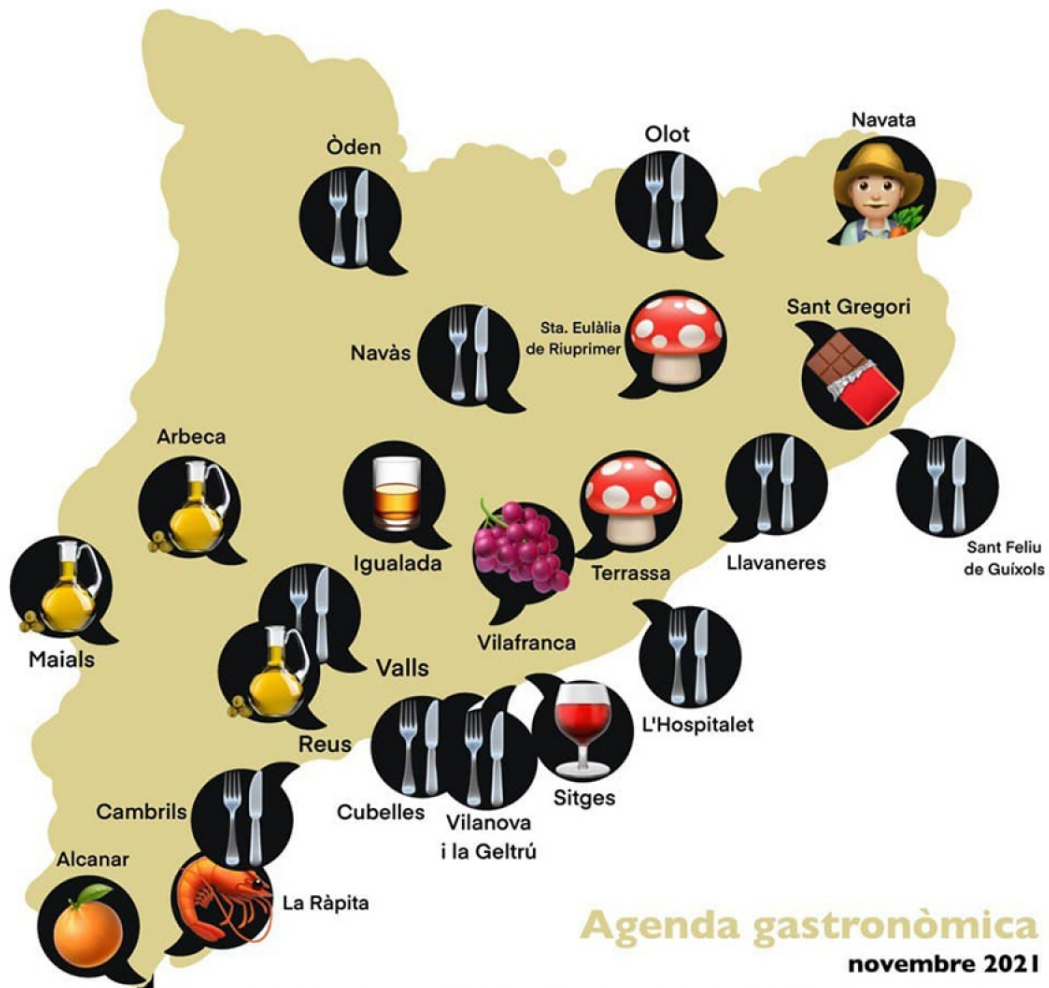 Òden
Olot
Navata
Sant Gregori
Sta. Eulàlia
de Riuprimer
Navàs
Arbeca
Igualada
Terrassa
Llavaneres
Sant Feliu
de Guíxols
Vilafranca
Maials
Valls
L'Hospitalet
Reus
Sitges
Cubelles
Vilanova
i la Geltrú
Cambrils
Alcanar
La Ràpita
Agenda gastronòmica
novembre 2021